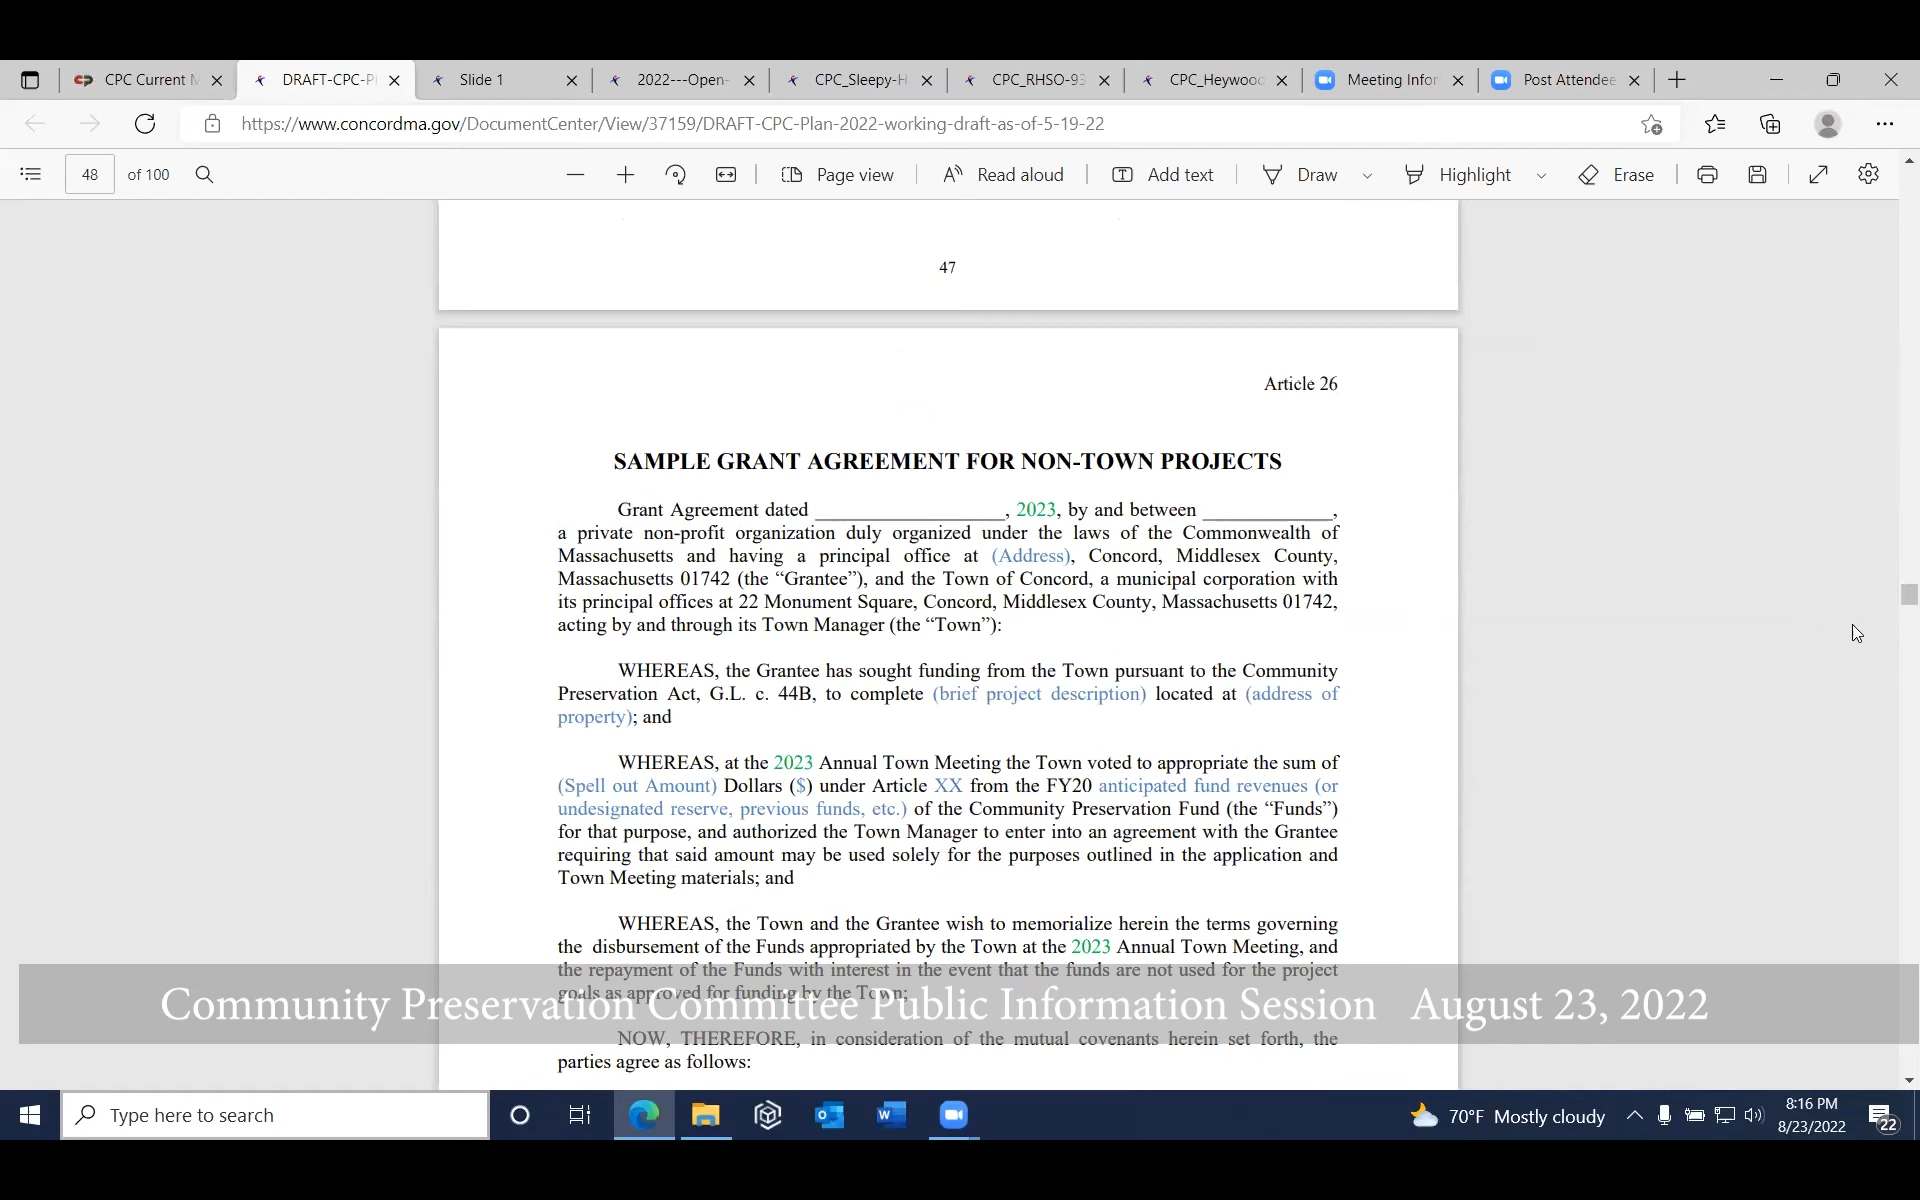 CPC Current M
DRAFT-CPC-Pl
Slide 1
2022---Open-
CPC_Sleepy-H
CPC_RHSO-93
CPC_Heywood
Meeting Infor
Post Attendee
https://www.concordma.gov/DocumentCenter/View/37159/DRAFT-CPC-Plan-2022-working-draft-as-of-5-19-22
48 of 100
Page view
Read aloud
Add text
Draw
Highlight
Erase
47
Article 26
SAMPLE GRANT AGREEMENT FOR NON-TOWN PROJECTS
Grant Agreement dated ___________________, 2023, by and between _____________,
a private non-profit organization duly organized under the laws of the Commonwealth of
Massachusetts and having a principal office at (Address), Concord, Middlesex County,
Massachusetts 01742 (the “Grantee”), and the Town of Concord, a municipal corporation with
its principal offices at 22 Monument Square, Concord, Middlesex County, Massachusetts 01742,
acting by and through its Town Manager (the “Town”):
WHEREAS, the Grantee has sought funding from the Town pursuant to the Community
Preservation Act, G.L. c. 44B, to complete (brief project description) located at (address of
property); and
WHEREAS, at the 2023 Annual Town Meeting the Town voted to appropriate the sum of
(Spell out Amount) Dollars ($) under Article XX from the FY20 anticipated fund revenues (or
undesignated reserve, previous funds, etc.) of the Community Preservation Fund (the “Funds”)
for that purpose, and authorized the Town Manager to enter into an agreement with the Grantee
requiring that said amount may be used solely for the purposes outlined in the application and
Town Meeting materials; and
WHEREAS, the Town and the Grantee wish to memorialize herein the terms governing
the disbursement of the Funds appropriated by the Town at the 2023 Annual Town Meeting, and
the repayment of the Funds with interest in the event that the funds are not used for the project
goals as approved for funding by the Town;
Community Preservation Committee Public Information Session August 23, 2022
NOW, THEREFORE, in consideration of the mutual covenants herein set forth, the
parties agree as follows:
Type here to search
70°F Mostly cloudy
8:16 PM
8/23/2022
22